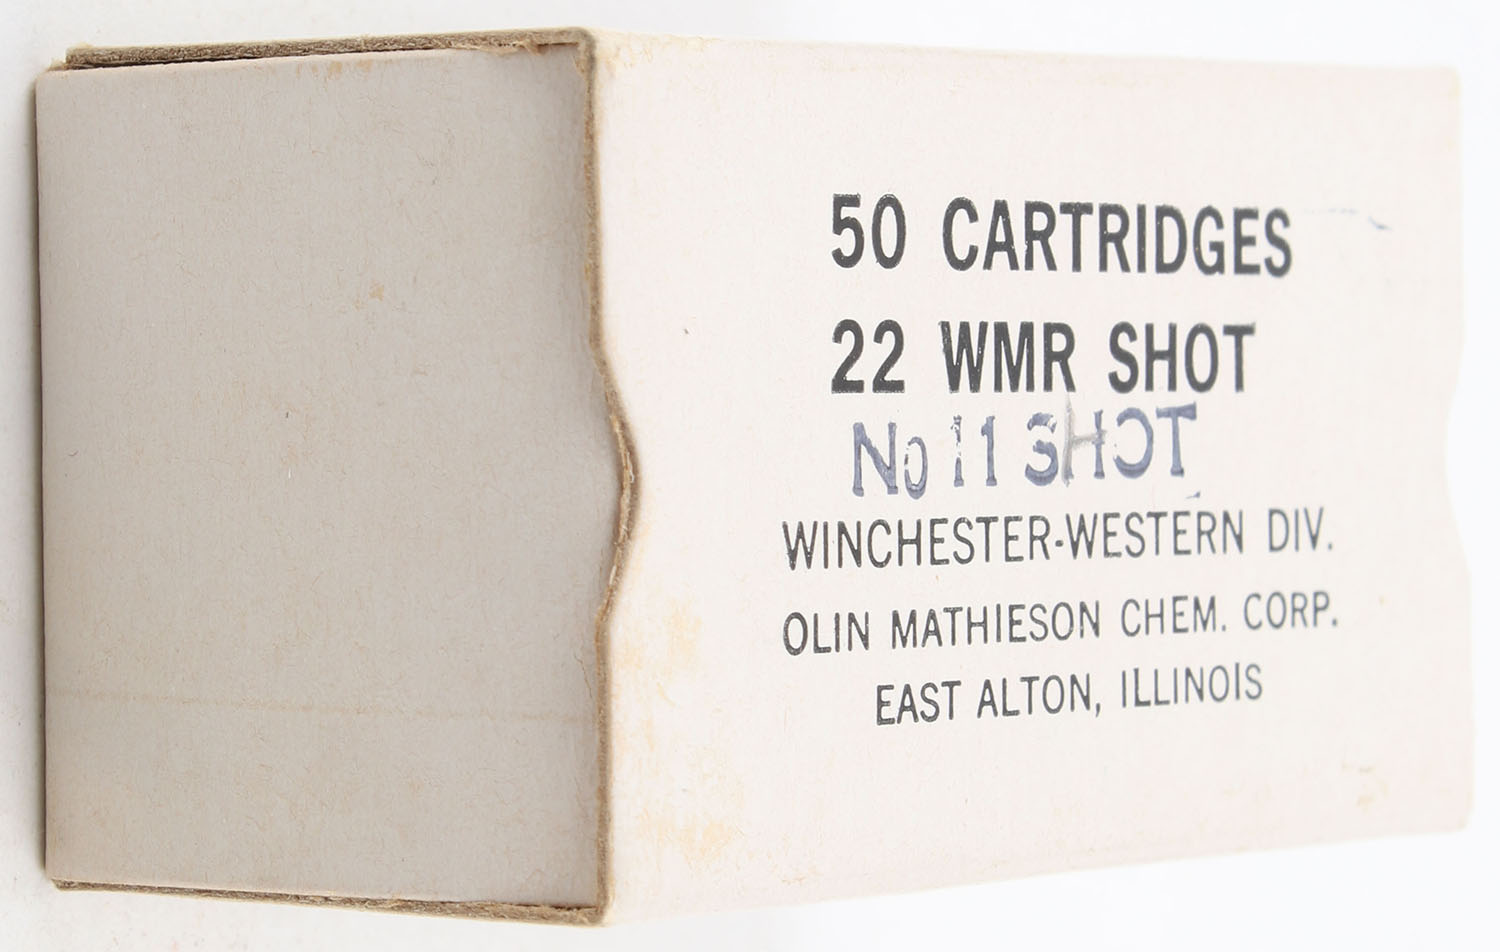 50 CARTRIDGES
22 WMR SHOT
No 11 SHOT
WINCHESTER-WESTERN DIV.
OLIN MATHIESON CHEM. CORP.
EAST ALTON, ILLINOIS